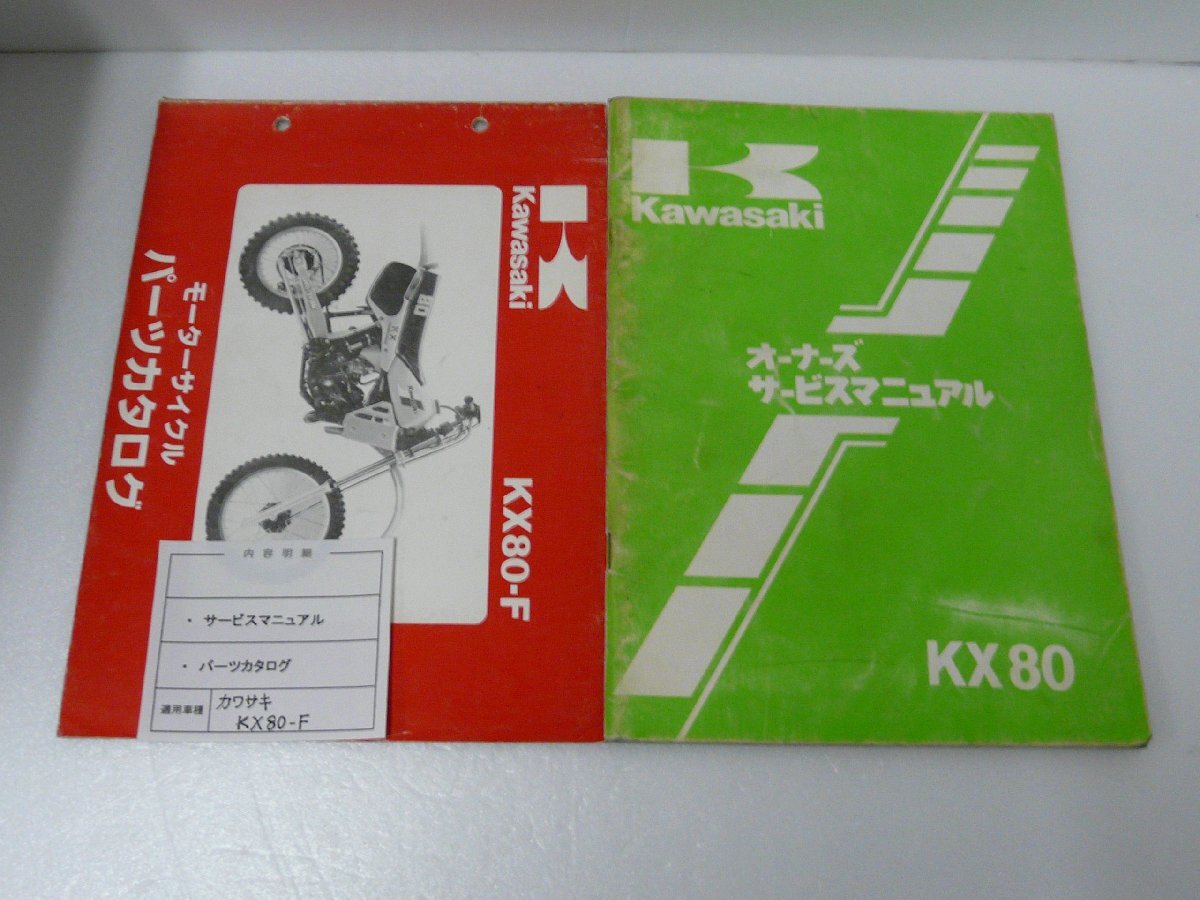 Kawasaki
KX80-F
モーターサイクル
パーツカタログ
80
KX
Kawasaki
内容明細
・ サービスマニュアル
・ パーツカタログ
適用車種
カワサキ
KX80-F
Kawasaki
オーナーズ
サービスマニュアル
KX80